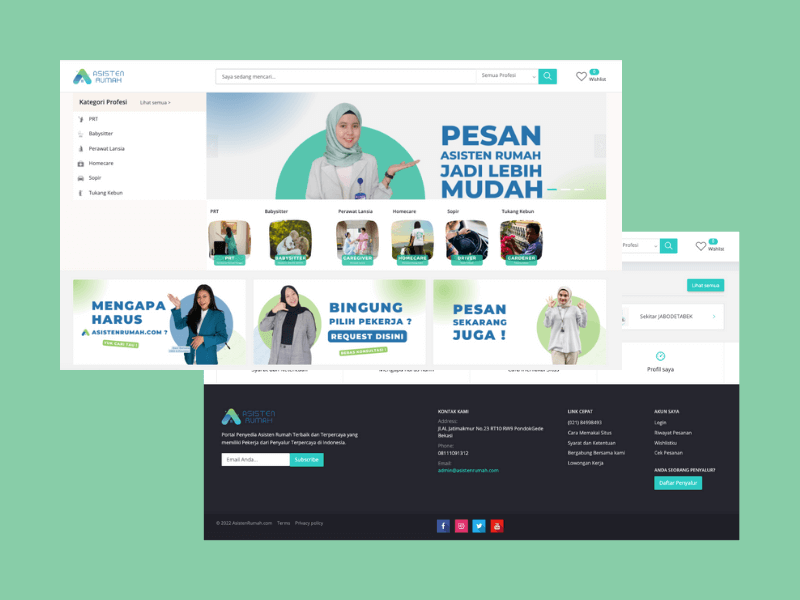 ASISTEN
RUMAH
Saya sedang mencari...
Semua Profesi
0
Wishlist
Kategori Profesi
Lihat semua +
PRT
Babysitter
Perawat Lansia
Homecare
Sopir
Tukang Kebun
PESAN
ASISTEN RUMAH
JADI LEBIH
MUDAH
PRT
Babysitter
Perawat Lansia
Homecare
Sopir
Tukang Kebun
PRT
BABYSITTER
CAREGIVER
HOMECARE
DRIVER
GARDENER
MENGAPA
HARUS
ASISTENRUMAH.COM ?
BINGUNG
PILIH PEKERJA ?
REQUEST DISINI
PESAN
SEKARANG
JUGA !
Profesi
0
Wishlist
Lihat semua
Sekitar JABODETABEK
Profil saya
ASISTEN
RUMAH
Portal Penyedia Asisten Rumah Terbaik dan Terpercaya yang
memiliki Pekerja dari Penyalur Terpercaya di Indonesia.
Email Anda...
Subscribe
KONTAK KAMI
Address:
Jl.At. Jatimakmur No.23 RT10 RW9 PondokGede
Bekasi
Phone:
08111091312
Email:
admin@asistenrumah.com
LINK CEPAT
(021) 84998493
Cara Memakai Situs
Syarat dan Ketentuan
Bergabung Bersama kami
Lowongan Kerja
AKUN SAYA
Login
Riwayat Pesanan
Wishlistku
Cek Pesanan
ANDA SEORANG PENYALUR?
Daftar Penyalur
© 2022 AsistenRumah.com
Terms
Privacy policy